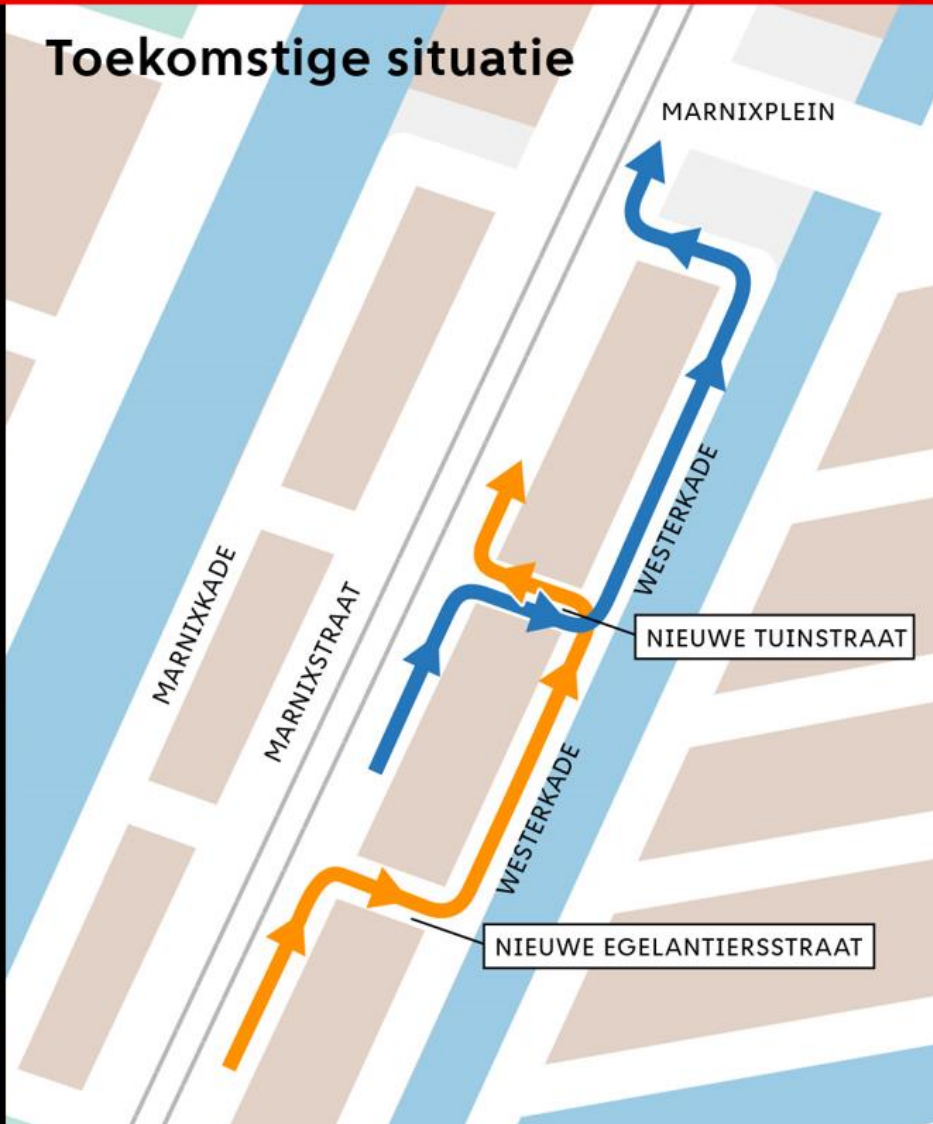 Toekomstige situatie
MARNIXPLEIN
WESTERKADE
MARNIXKADE
MARNIXSTRAAT
NIEUWE TUINSTRAAT
WESTERKADE
NIEUWE EGELANTIERSSTRAAT